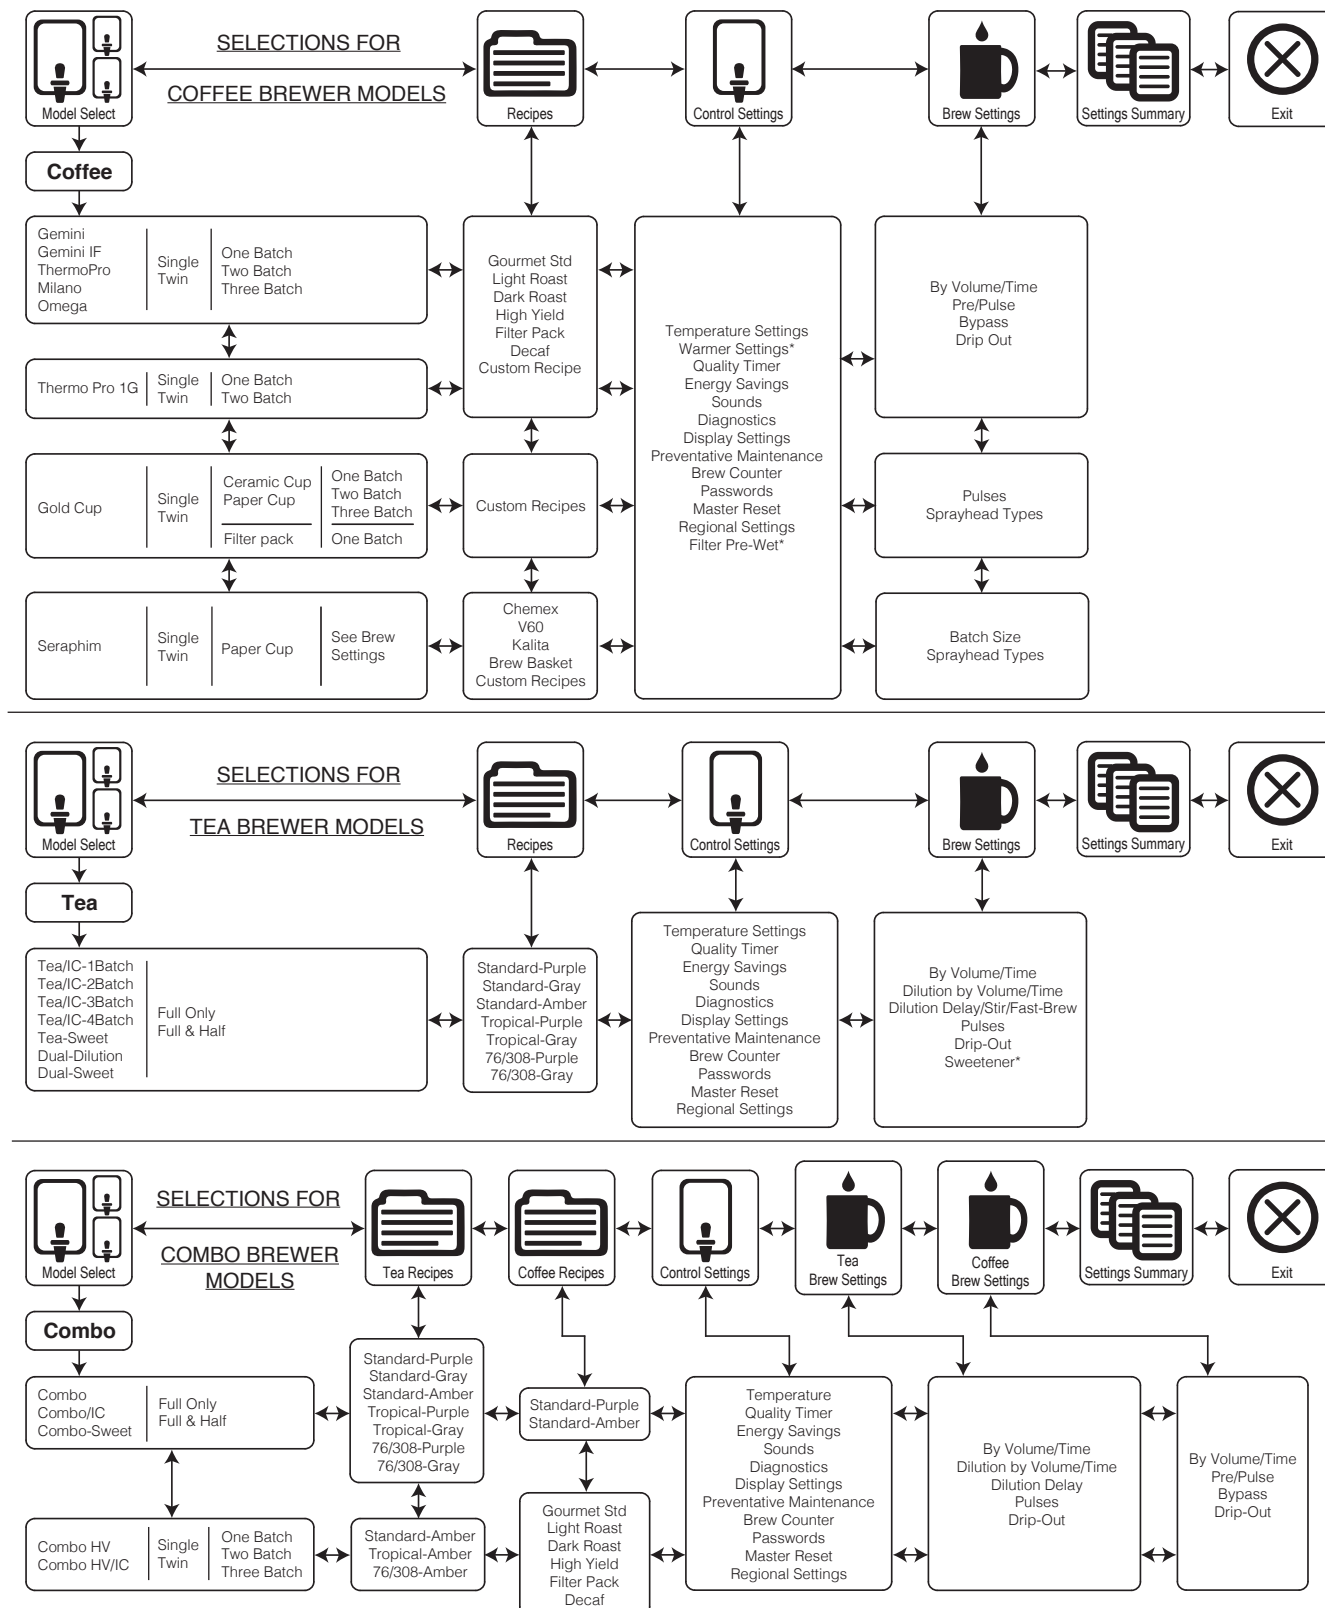 SELECTIONS FOR
COFFEE BREWER MODELS
Model Select
Recipes
Control Settings
Brew Settings
Settings Summary
Exit
Coffee
Gemini
Gemini IF
ThermoPro
Milano
Omega
Single
Twin
One Batch
Two Batch
Three Batch
Thermo Pro 1G
Single
Twin
One Batch
Two Batch
Gold Cup
Single
Twin
Ceramic Cup
Paper Cup
Filter pack
One Batch
Two Batch
Three Batch
One Batch
Seraphim
Single
Twin
Paper Cup
See Brew
Settings
Gourmet Std
Light Roast
Dark Roast
High Yield
Filter Pack
Decaf
Custom Recipe
Custom Recipes
Chemex
V60
Kalita
Brew Basket
Custom Recipes
Temperature Settings
Warmer Settings*
Quality Timer
Energy Savings
Sounds
Diagnostics
Display Settings
Preventative Maintenance
Brew Counter
Passwords
Master Reset
Regional Settings
Filter Pre-Wet*
By Volume/Time
Pre/Pulse
Bypass
Drip Out
Pulses
Sprayhead Types
Batch Size
Sprayhead Types
SELECTIONS FOR
TEA BREWER MODELS
Model Select
Recipes
Control Settings
Brew Settings
Settings Summary
Exit
Tea
Tea/IC-1Batch
Tea/IC-2Batch
Tea/IC-3Batch
Tea/IC-4Batch
Tea-Sweet
Dual-Dilution
Dual-Sweet
Full Only
Full & Half
Standard-Purple
Standard-Gray
Standard-Amber
Tropical-Purple
Tropical-Gray
76/308-Purple
76/308-Gray
Temperature Settings
Quality Timer
Energy Savings
Sounds
Diagnostics
Display Settings
Preventative Maintenance
Brew Counter
Passwords
Master Reset
Regional Settings
By Volume/Time
Dilution by Volume/Time
Dilution Delay/Stir/Fast-Brew
Pulses
Drip-Out
Sweetener*
SELECTIONS FOR
COMBO BREWER
MODELS
Model Select
Tea Recipes
Coffee Recipes
Control Settings
Tea
Brew Settings
Coffee
Brew Settings
Settings Summary
Exit
Combo
Combo
Combo/IC
Combo-Sweet
Full Only
Full & Half
Combo HV
Combo HV/IC
Single
Twin
One Batch
Two Batch
Three Batch
Standard-Purple
Standard-Gray
Standard-Amber
Tropical-Purple
Tropical-Gray
76/308-Purple
76/308-Gray
Standard-Amber
Tropical-Amber
76/308-Amber
Standard-Purple
Standard-Amber
Gourmet Std
Light Roast
Dark Roast
High Yield
Filter Pack
Decaf
Temperature
Quality Timer
Energy Savings
Sounds
Diagnostics
Display Settings
Preventative Maintenance
Brew Counter
Passwords
Master Reset
Regional Settings
By Volume/Time
Dilution by Volume/Time
Dilution Delay
Pulses
Drip-Out
By Volume/Time
Pre/Pulse
Bypass
Drip-Out